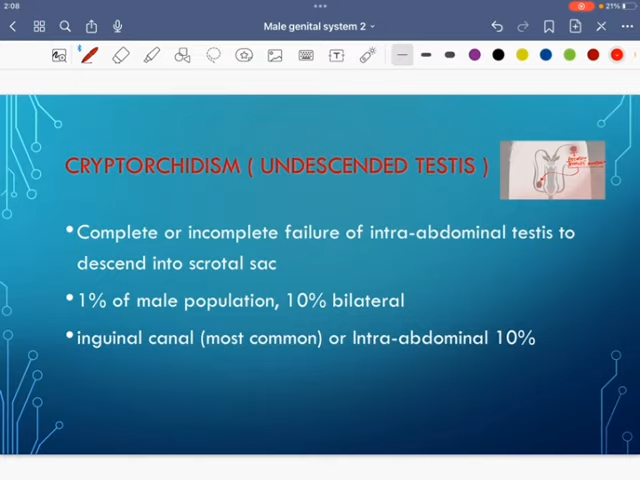 2:08
21%
Male genital system 2
CRYPTORCHIDISM ( UNDESCENDED TESTIS )
•Complete or incomplete failure of intra-abdominal testis to
descend into scrotal sac
•1% of male population, 10% bilateral
•inguinal canal (most common) or Intra-abdominal 10%